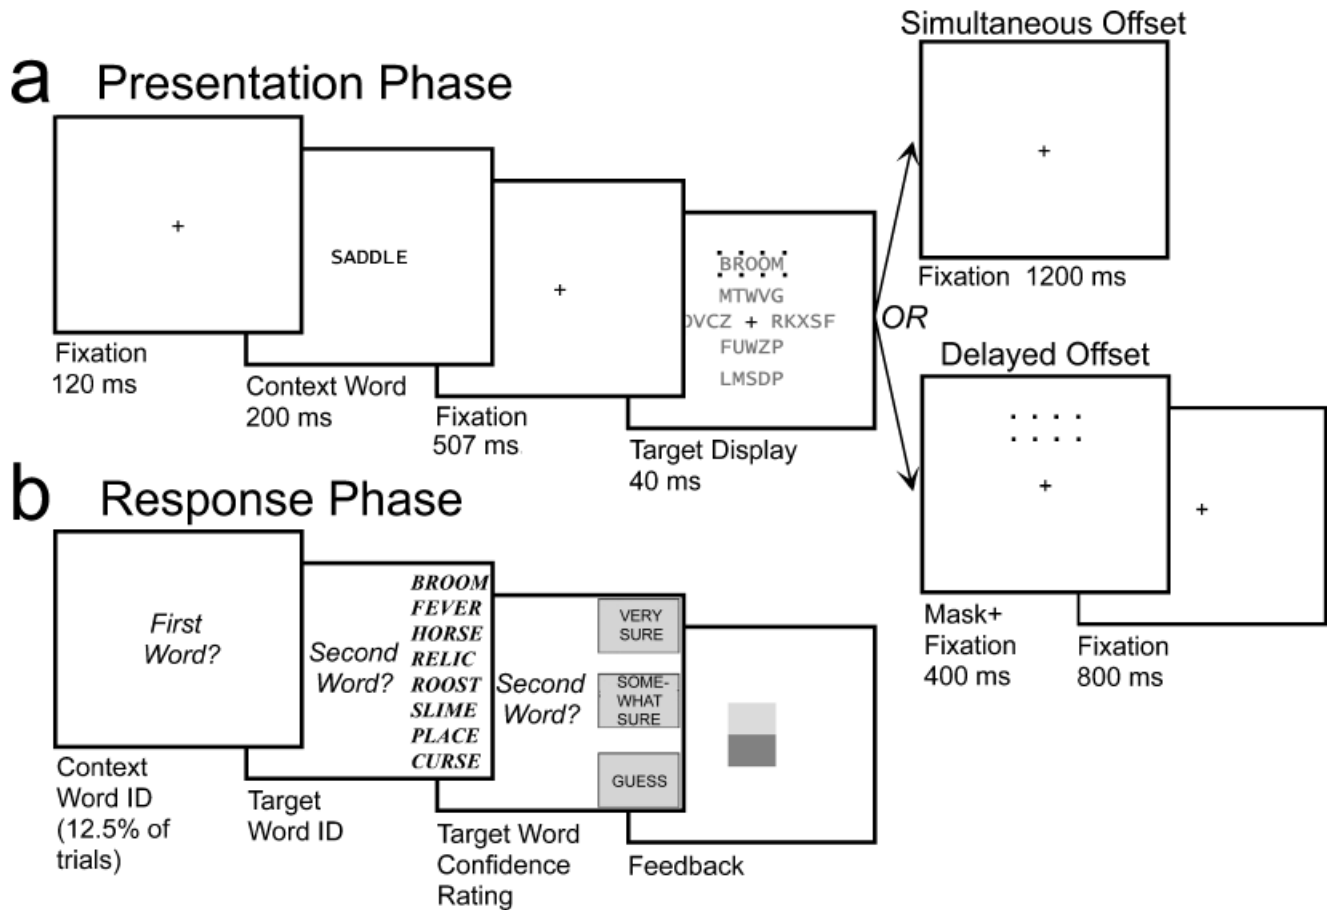 a Presentation Phase
+
Fixation
120 ms
SADDLE
Context Word
200 ms
+
Fixation
507 ms
BROOM
MTWVG
OVCZ + RKXSF
FUWZP
LMSDP
Target Display
40 ms
OR
Simultaneous Offset
+
Fixation 1200 ms
Delayed Offset
+
Mask+
Fixation
400 ms
+
Fixation
800 ms
b Response Phase
First
Word?
Context
Word ID
(12.5% of
trials)
Second
Word?
BROOM
FEVER
HORSE
RELIC
ROOST
SLIME
PLACE
CURSE
Target
Word ID
Second
Word?
VERY
SURE
SOME-
WHAT
SURE
GUESS
Target Word
Confidence
Rating
Feedback